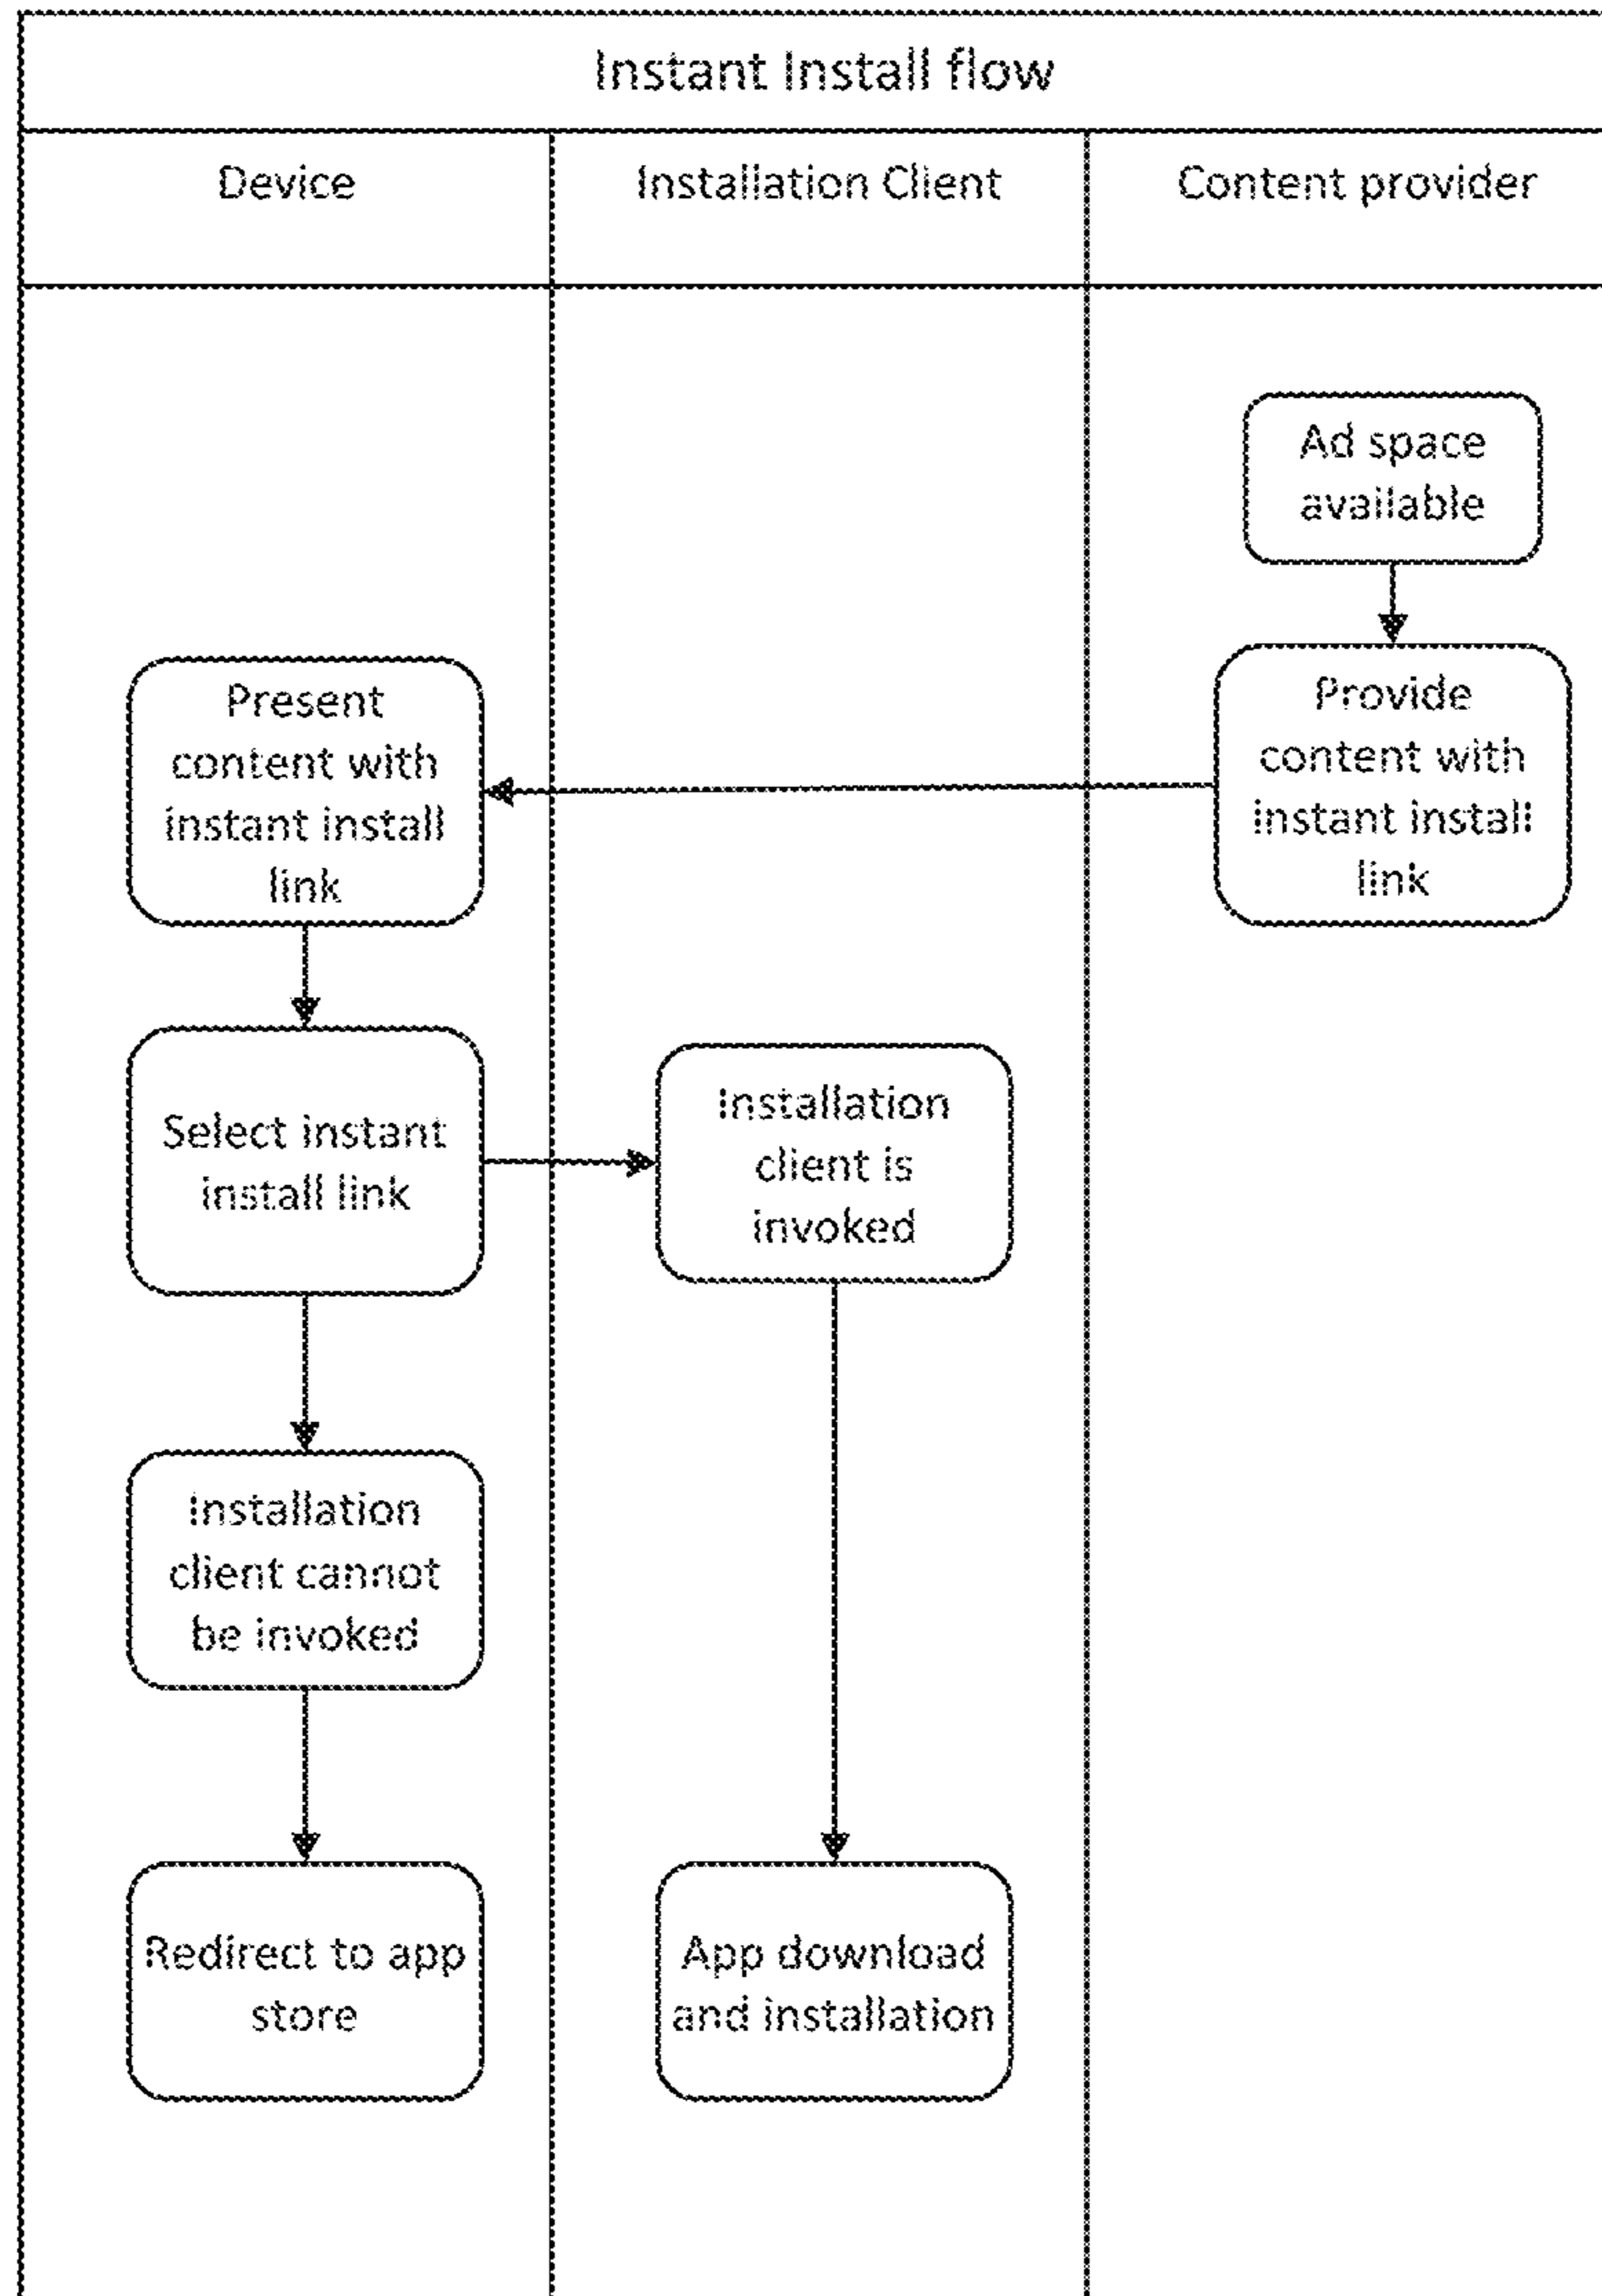 Instant Install flow
Device
Installation Client
Content provider
Ad space
available
Provide
content with
instant install
link
Present
content with
instant install
link
Select instant
install link
Installation
client is
invoked
Installation
client cannot
be invoked
Redirect to app
store
App download
and installation